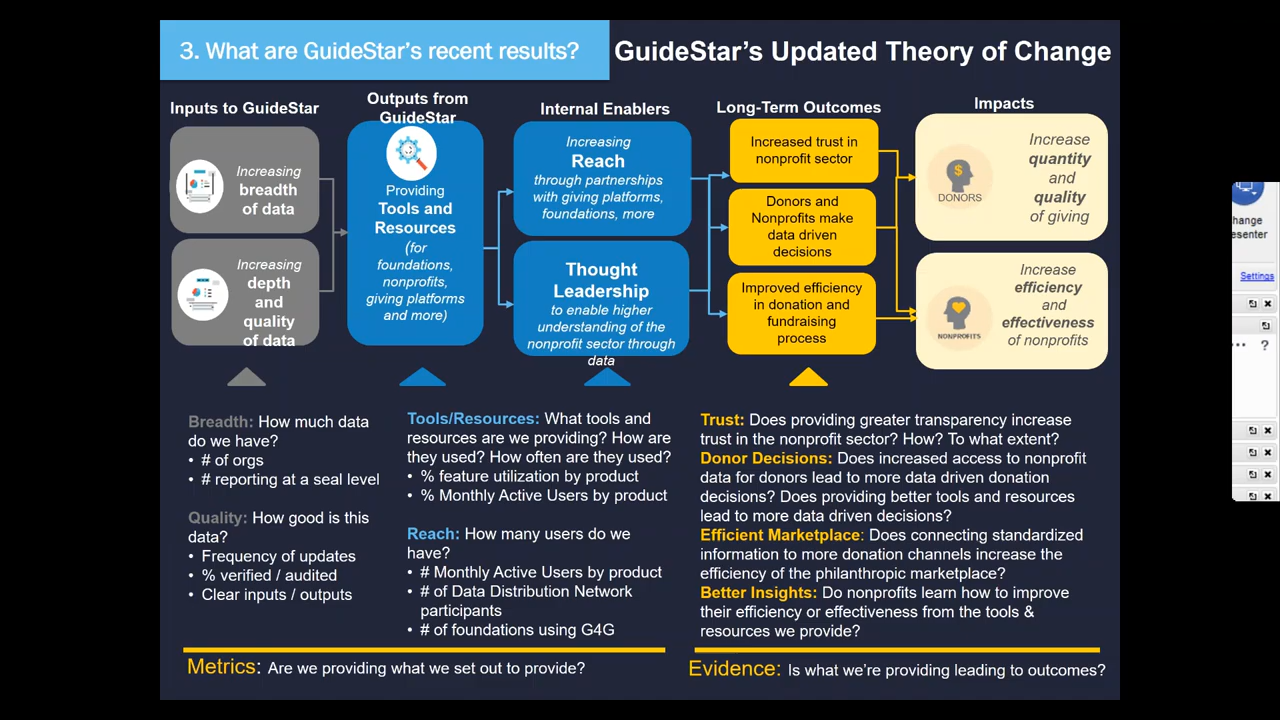 3. What are GuideStar's recent results?
GuideStar's Updated Theory of Change
Inputs to GuideStar
Increasing
breadth
of data
Increasing
depth
and
quality
of data
Outputs from
GuideStar
Providing
Tools and
Resources
(for
foundations,
nonprofits,
giving platforms
and more)
Internal Enablers
Increasing
Reach
through partnerships
with giving platforms,
foundations, more
Thought
Leadership
to enable higher
understanding of the
nonprofit sector through
data
Long-Term Outcomes
Increased trust in
nonprofit sector
Donors and
Nonprofits make
data driven
decisions
Improved efficiency
in donation and
fundraising
process
Impacts
$
DONORS
Increase
quantity
and
quality
of giving
NONPROFITS
Increase
efficiency
and
effectiveness
of nonprofits
Breadth: How much data
do we have?
• # of orgs
• # reporting at a seal level
Quality: How good is this
data?
• Frequency of updates
• % verified / audited
• Clear inputs / outputs
Tools/Resources: What tools and
resources are we providing? How are
they used? How often are they used?
• % feature utilization by product
• % Monthly Active Users by product
Reach: How many users do we
have?
• # Monthly Active Users by product
• # of Data Distribution Network
participants
• # of foundations using G4G
Metrics: Are we providing what we set out to provide?
Trust: Does providing greater transparency increase
trust in the nonprofit sector? How? To what extent?
Donor Decisions: Does increased access to nonprofit
data for donors lead to more data driven donation
decisions? Does providing better tools and resources
lead to more data driven decisions?
Efficient Marketplace: Does connecting standardized
information to more donation channels increase the
efficiency of the philanthropic marketplace?
Better Insights: Do nonprofits learn how to improve
their efficiency or effectiveness from the tools &
resources we provide?
Evidence: Is what we're providing leading to outcomes?
hange
esenter
Settings
?